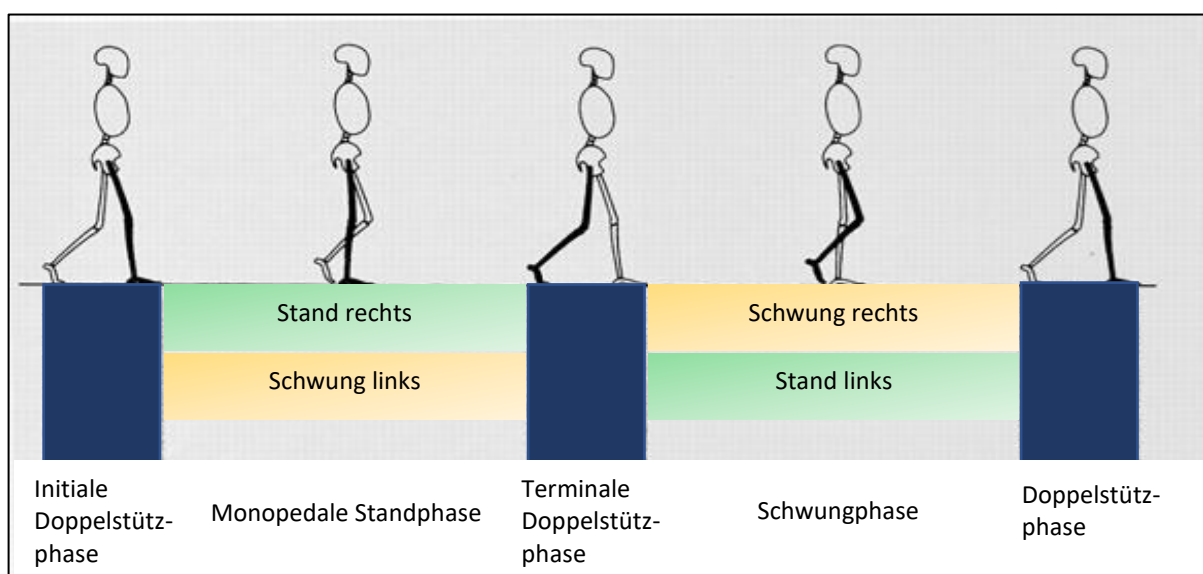 Stand rechts
Schwung rechts
Schwung links
Stand links
Initiale
Doppelstütz-
phase
Monopedale Standphase
Terminale
Doppelstütz-
phase
Schwungphase
Doppelstütz-
phase